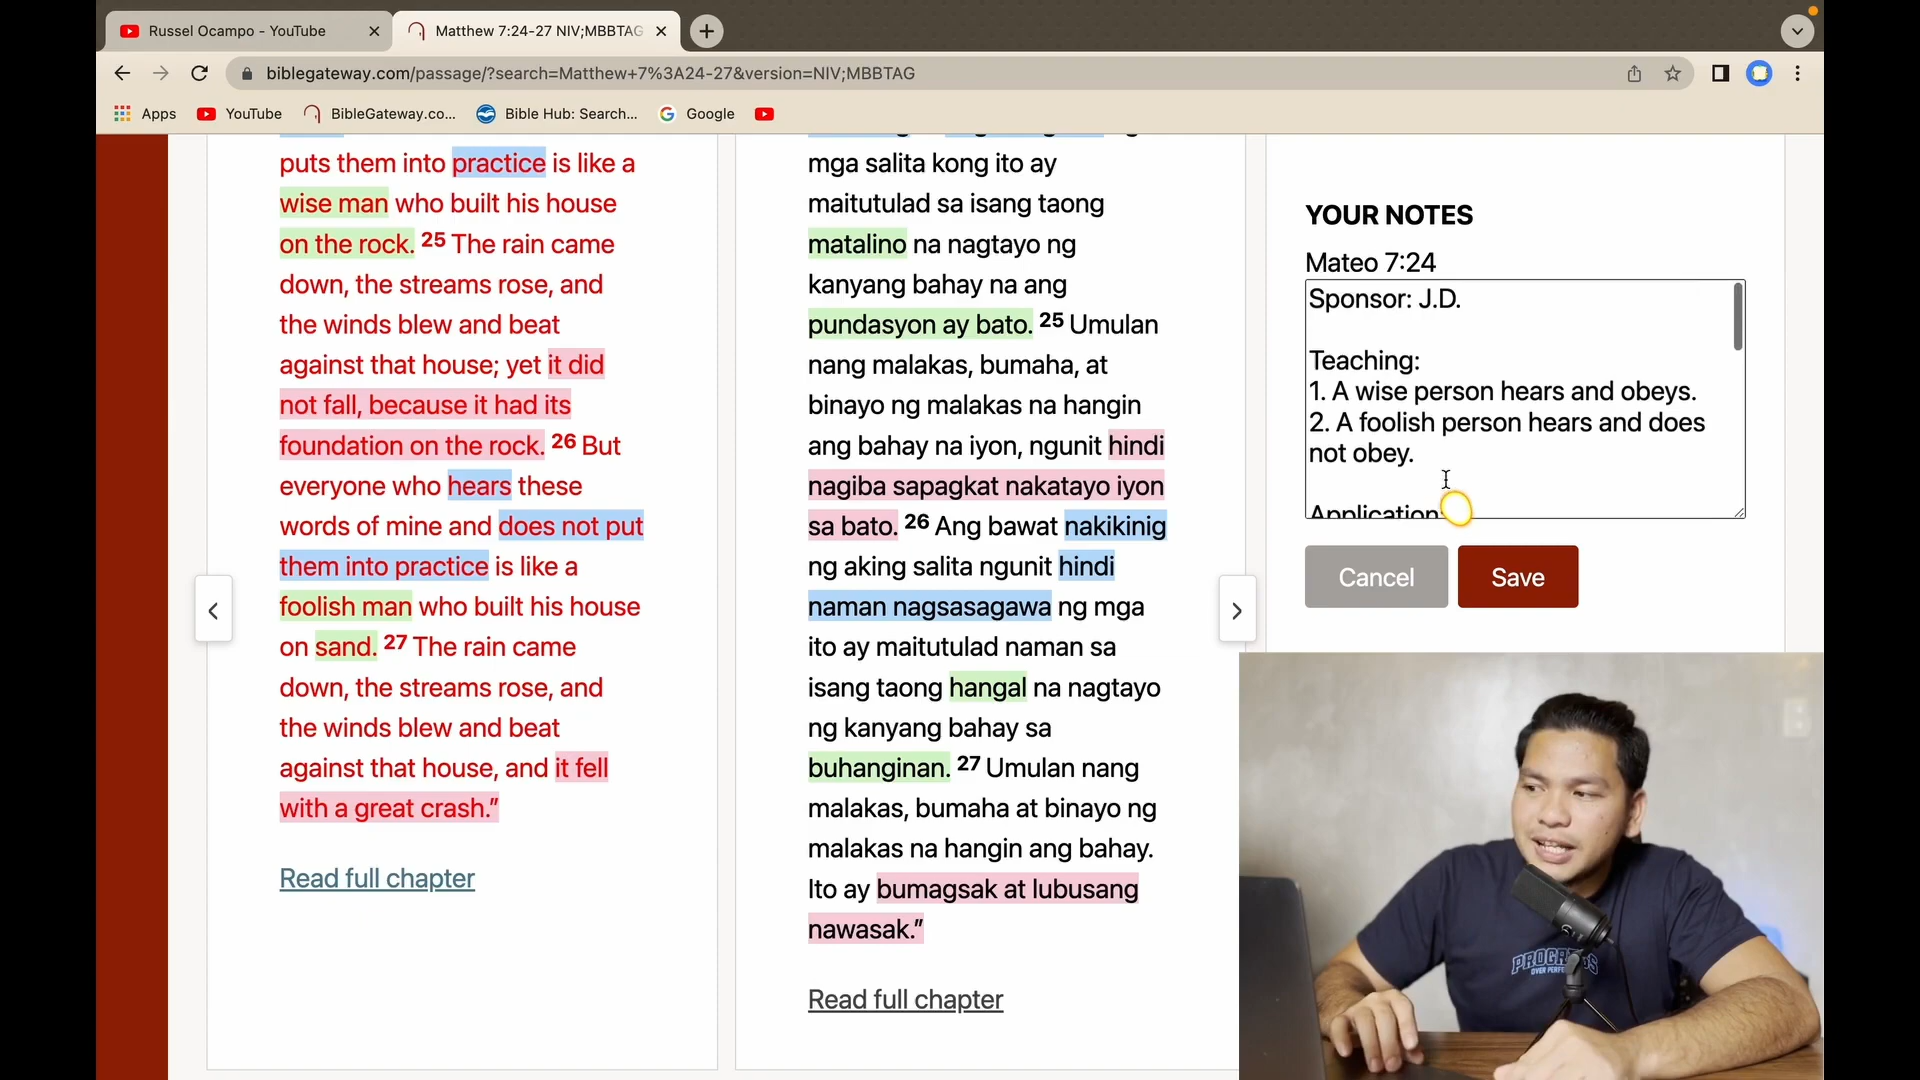 Russel Ocampo - YouTube
Matthew 7:24-27 NIV;MBBTAG
biblegateway.com/passage/?search=Matthew+7%3A24-27&version=NIV;MBBTAG
Apps
YouTube
BibleGateway.co...
Bible Hub: Search...
Google
puts them into practice is like a
wise man who built his house
on the rock. 25 The rain came
down, the streams rose, and
the winds blew and beat
against that house; yet it did
not fall, because it had its
foundation on the rock. 26 But
everyone who hears these
words of mine and does not put
them into practice is like a
foolish man who built his house
on sand. 27 The rain came
down, the streams rose, and
the winds blew and beat
against that house, and it fell
with a great crash.”
Read full chapter
mga salita kong ito ay
maitutulad sa isang taong
matalino na nagtayo ng
kanyang bahay na ang
pundasyon ay bato. 25 Umulan
nang malakas, bumaha, at
binayo ng malakas na hangin
ang bahay na iyon, ngunit hindi
nagiba sapagkat nakatayo iyon
sa bato. 26 Ang bawat nakikinig
ng aking salita ngunit hindi
naman nagsasagawa ng mga
ito ay maitutulad naman sa
isang taong hangal na nagtayo
ng kanyang bahay sa
buhanginan. 27 Umulan nang
malakas, bumaha at binayo ng
malakas na hangin ang bahay.
Ito ay bumagsak at lubusang
nawasak.”
Read full chapter
YOUR NOTES
Mateo 7:24
Sponsor: J.D.
Teaching:
1. A wise person hears and obeys.
2. A foolish person hears and does
not obey.
Application
Cancel
Save
PROGRESS